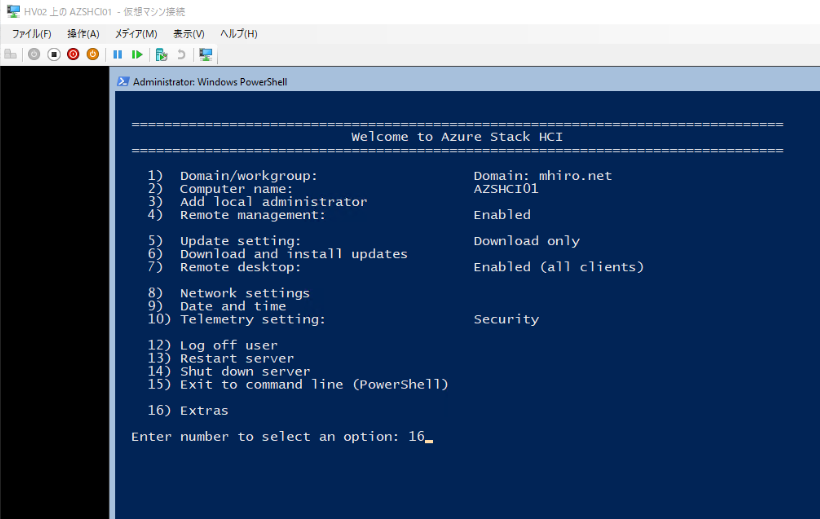 HV02 上の AZSHCI01 - 仮想マシン接続
ファイル(F) 操作(A) メディア(M) 表示(V) ヘルプ(H)
Administrator: Windows PowerShell
================================================================================
Welcome to Azure Stack HCI
================================================================================
1) Domain/workgroup: Domain: mhiro.net
2) Computer name: AZSHCI01
3) Add local administrator
4) Remote management: Enabled
5) Update setting: Download only
6) Download and install updates
7) Remote desktop: Enabled (all clients)
8) Network settings
9) Date and time
10) Telemetry setting: Security
12) Log off user
13) Restart server
14) Shut down server
15) Exit to command line (PowerShell)
16) Extras
Enter number to select an option: 16_